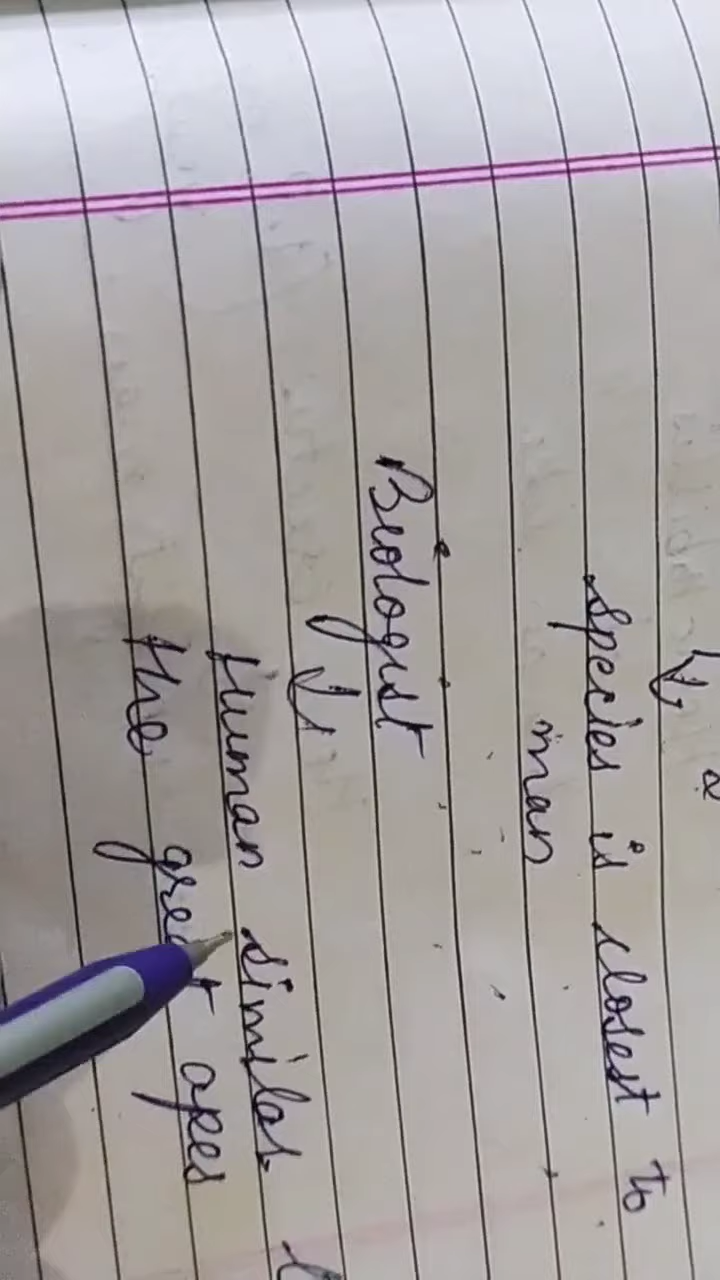 Species is closest to
man
Biologist
Human similar
the great apes